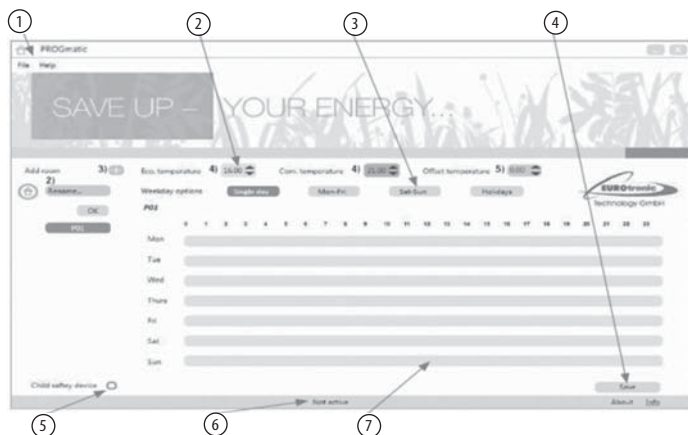 1 2 3 4
PROGmatic
File Help
SAVE UP – YOUR ENERGY...
Add room 3) Eco. temperature 4) 16.00 Com. temperature 4) 21.00 Offset temperature 5) 0.00
2)
Rename... Weekday options Single day Mon-Fri Sat-Sun Holidays
EUROtronic
Technology GmbH
OK
P01
P01
0 1 2 3 4 5 6 7 8 9 10 11 12 13 14 15 16 17 18 19 20 21 22 23
Mon
Tue
Wed
Thurs
Fri
Sat
Sun
Child saftey device
Save
Not active
About Info
5 6 7